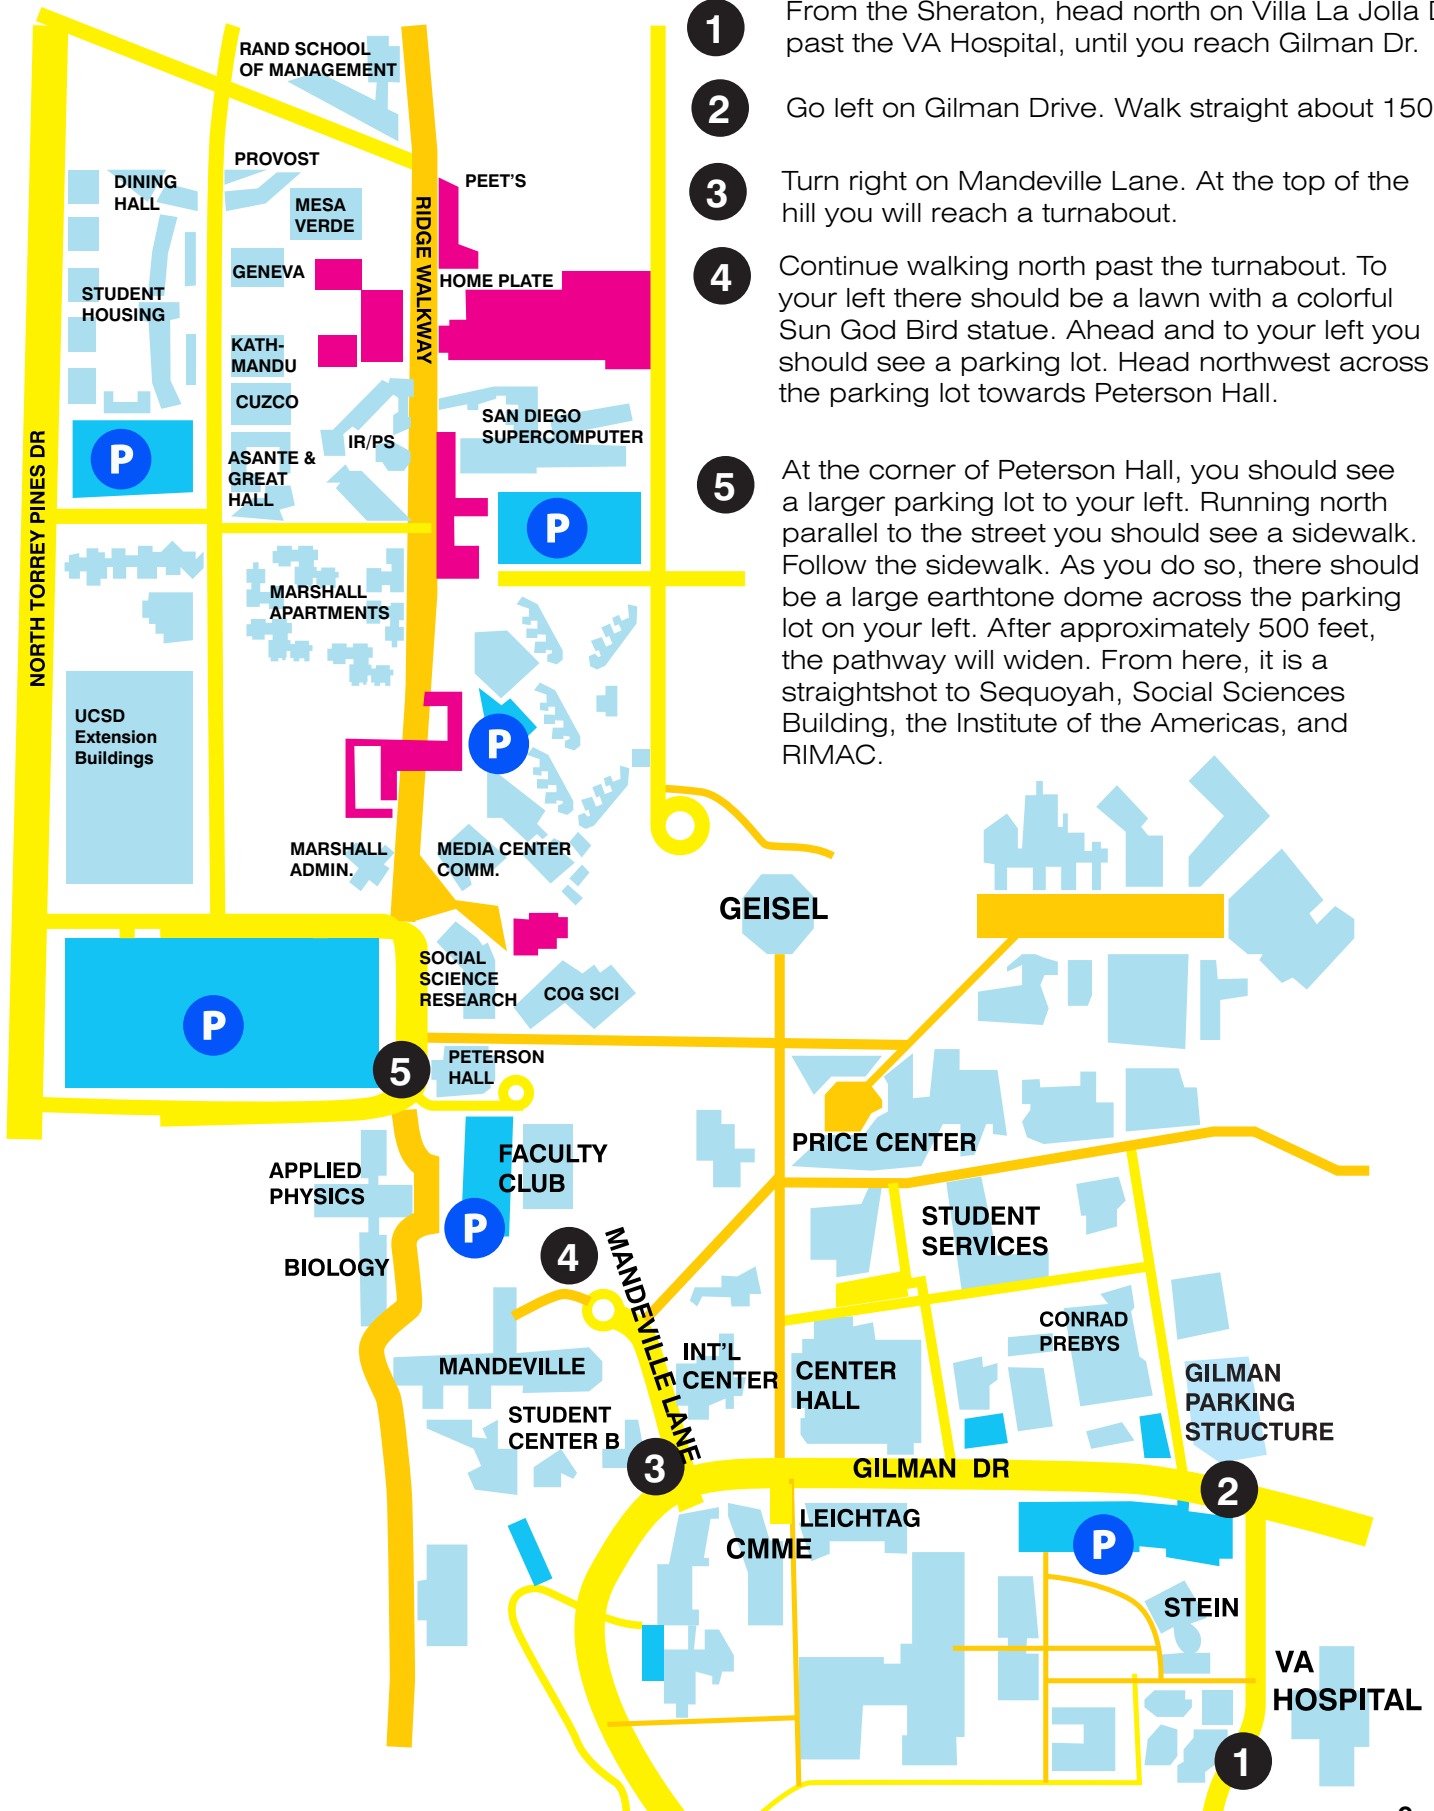 1
From the Sheraton, head north on Villa La Jolla
past the VA Hospital, until you reach Gilman Dr.
2
Go left on Gilman Drive. Walk straight about 150
3
Turn right on Mandeville Lane. At the top of the
hill you will reach a turnabout.
4
Continue walking north past the turnabout. To
your left there should be a lawn with a colorful
Sun God Bird statue. Ahead and to your left you
should see a parking lot. Head northwest across
the parking lot towards Peterson Hall.
5
At the corner of Peterson Hall, you should see
a larger parking lot to your left. Running north
parallel to the street you should see a sidewalk.
Follow the sidewalk. As you do so, there should
be a large earthtone dome across the parking
lot on your left. After approximately 500 feet,
the pathway will widen. From here, it is a
straightshot to Sequoyah, Social Sciences
Building, the Institute of the Americas, and
RIMAC.
RAND SCHOOL
OF MANAGEMENT
PROVOST
DINING
HALL
MESA
VERDE
PEET'S
RIDGE WALKWAY
GENEVA
HOME PLATE
STUDENT
HOUSING
KATH-
MANDU
CUZCO
IR/PS
SAN DIEGO
SUPERCOMPUTER
P
ASANTE &
GREAT
HALL
P
NORTH TORREY PINES DR
MARSHALL
APARTMENTS
UCSD
Extension
Buildings
P
MARSHALL
ADMIN.
MEDIA CENTER
COMM.
GEISEL
SOCIAL
SCIENCE
RESEARCH
COG SCI
P
5
PETERSON
HALL
PRICE CENTER
FACULTY
CLUB
APPLIED
PHYSICS
P
BIOLOGY
4
MANDEVILLE LANE
STUDENT
SERVICES
CONRAD
PREBYS
MANDEVILLE
INT'L
CENTER
CENTER
HALL
GILMAN
PARKING
STRUCTURE
STUDENT
CENTER B
3
GILMAN DR
2
LEICHTAG
CMME
P
STEIN
VA
HOSPITAL
1